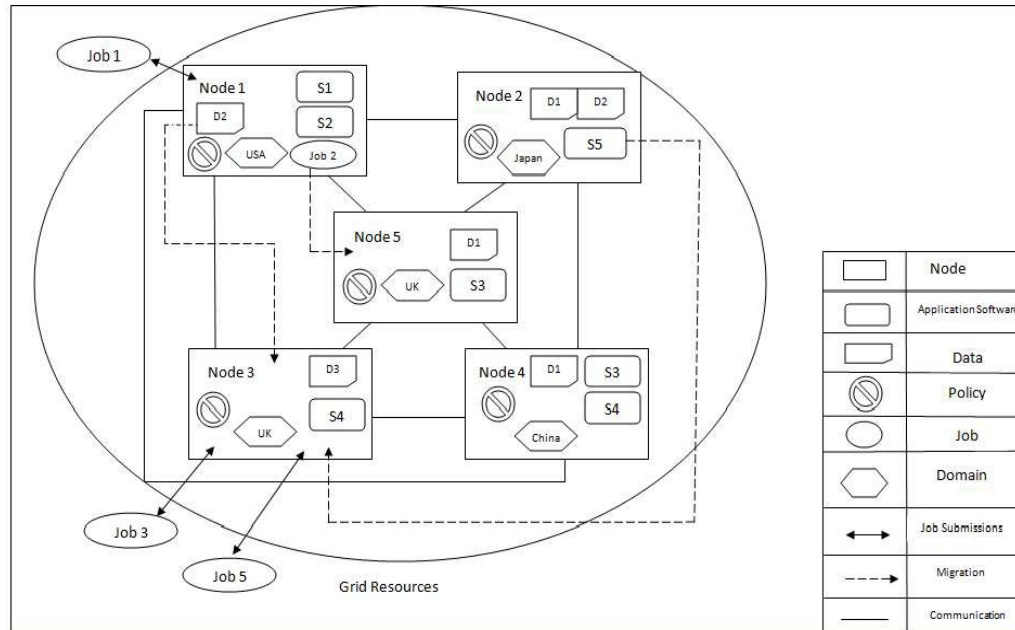 Job 1
Node 1
S1
D2
S2
USA
Job 2
Node 2
D1
D2
S5
Japan
Node 5
D1
UK
S3
Node 3
D3
S4
UK
Node 4
D1
S3
S4
China
Job 3
Job 5
Grid Resources
Node
Application Software
Data
Policy
Job
Domain
Job Submissions
Migration
Communication